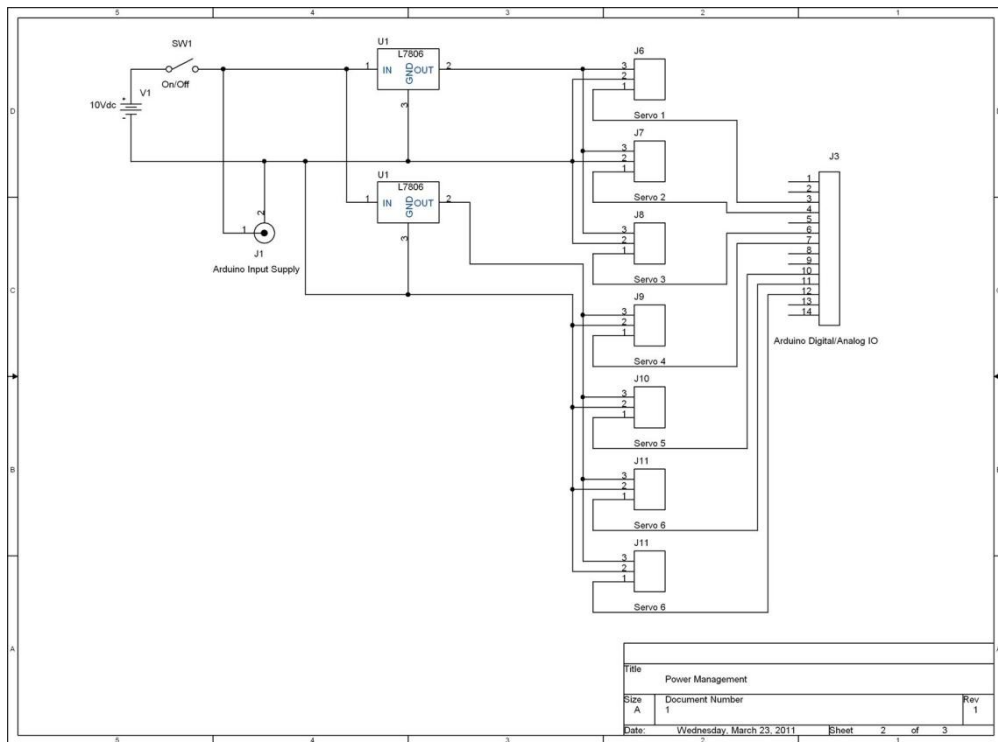 5
4
3
2
1
D
C
B
A
SW1
On/Off
10Vdc
+
-
V1
U1
L7806
1
IN
GND
OUT
2
3
U1
L7806
1
IN
GND
OUT
2
3
1
2
J1
Arduino Input Supply
J6
3
2
1
Servo 1
J7
3
2
1
Servo 2
J8
3
2
1
Servo 3
J9
3
2
1
Servo 4
J10
3
2
1
Servo 5
J11
3
2
1
Servo 6
J11
3
2
1
Servo 6
J3
1
2
3
4
5
6
7
8
9
10
11
12
13
14
Arduino Digital/Analog IO
D
C
B
A
Title
Power Management
Size
A
Document Number
1
Rev
1
Date: Wednesday, March 23, 2011 Sheet 2 of 3
5
4
3
2
1